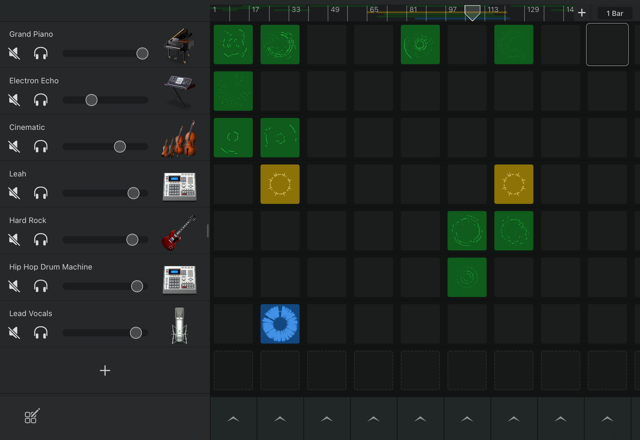 1 17 33 49 65 81 97 113 129 14
1 Bar
Grand Piano
Electron Echo
Cinematic
Leah
Hard Rock
Hip Hop Drum Machine
Lead Vocals